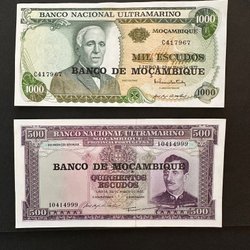 BANCO NACIONAL ULTRAMARINO
1000
MOÇAMBIQUE
1000
C417967
MIL ESCUDOS
C417967
BANCO DE MOÇAMBIQUE
1000
1000
500
BANCO NACIONAL ULTRAMARINO
500
MOÇAMBIQUE
10414999
10414999
BANCO DE MOÇAMBIQUE
QUINHENTOS
ESCUDOS
500
500